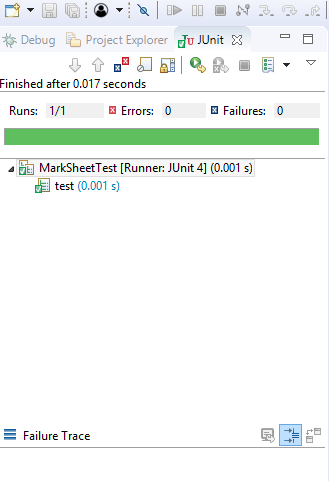 Debug Project Explorer JUnit
Finished after 0.017 seconds
Runs: 1/1 Errors: 0 Failures: 0
MarkSheetTest [Runner: JUnit 4] (0.001 s)
test (0.001 s)
Failure Trace